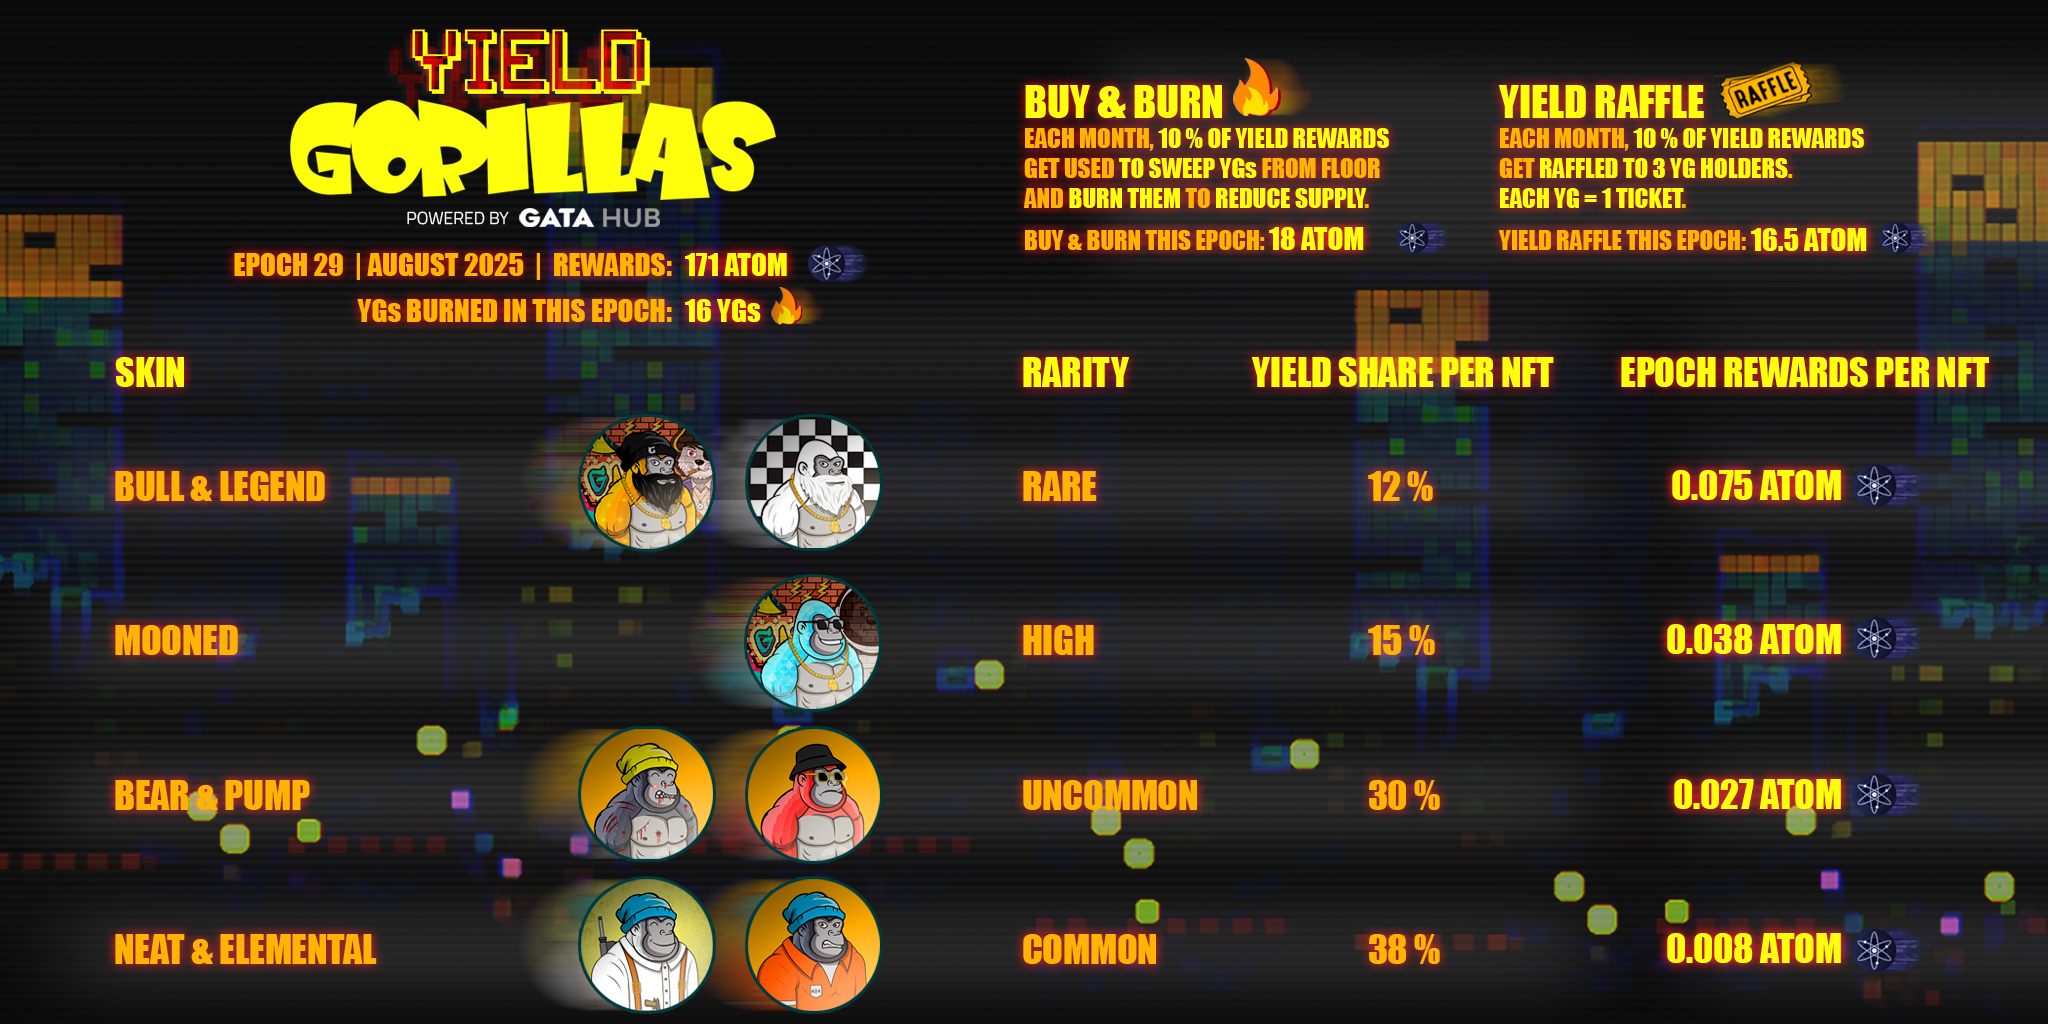 YIELD
GORILLAS
POWERED BY GATA HUB
EPOCH 29 | AUGUST 2025 | REWARDS: 171 ATOM
YGs BURNED IN THIS EPOCH: 16 YGs
BUY & BURN
EACH MONTH, 10 % OF YIELD REWARDS
GET USED TO SWEEP YGs FROM FLOOR
AND BURN THEM TO REDUCE SUPPLY.
BUY & BURN THIS EPOCH: 18 ATOM
YIELD RAFFLE
RAFFLE
EACH MONTH, 10 % OF YIELD REWARDS
GET RAFFLED TO 3 YG HOLDERS.
EACH YG = 1 TICKET.
YIELD RAFFLE THIS EPOCH: 16.5 ATOM
SKIN RARITY YIELD SHARE PER NFT EPOCH REWARDS PER NFT
BULL & LEGEND RARE 12 % 0.075 ATOM
MOONED HIGH 15 % 0.038 ATOM
BEAR & PUMP UNCOMMON 30 % 0.027 ATOM
NEAT & ELEMENTAL COMMON 38 % 0.008 ATOM